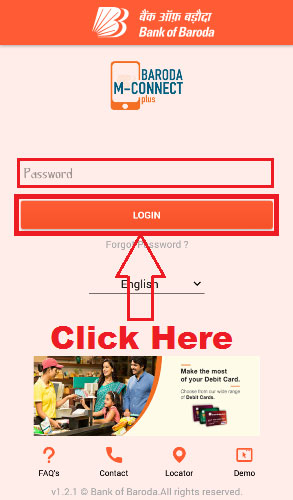 बैंक ऑफ़ बड़ौदा
Bank of Baroda
BARODA
M-CONNECT
plus
Password
LOGIN
Forgot Password ?
English
Click Here
Make the most
of your Debit Card.
Choose from our wide range
of Debit Cards.
FAQ's Contact Locator Demo
v1.2.1 © Bank of Baroda.All rights reserved.